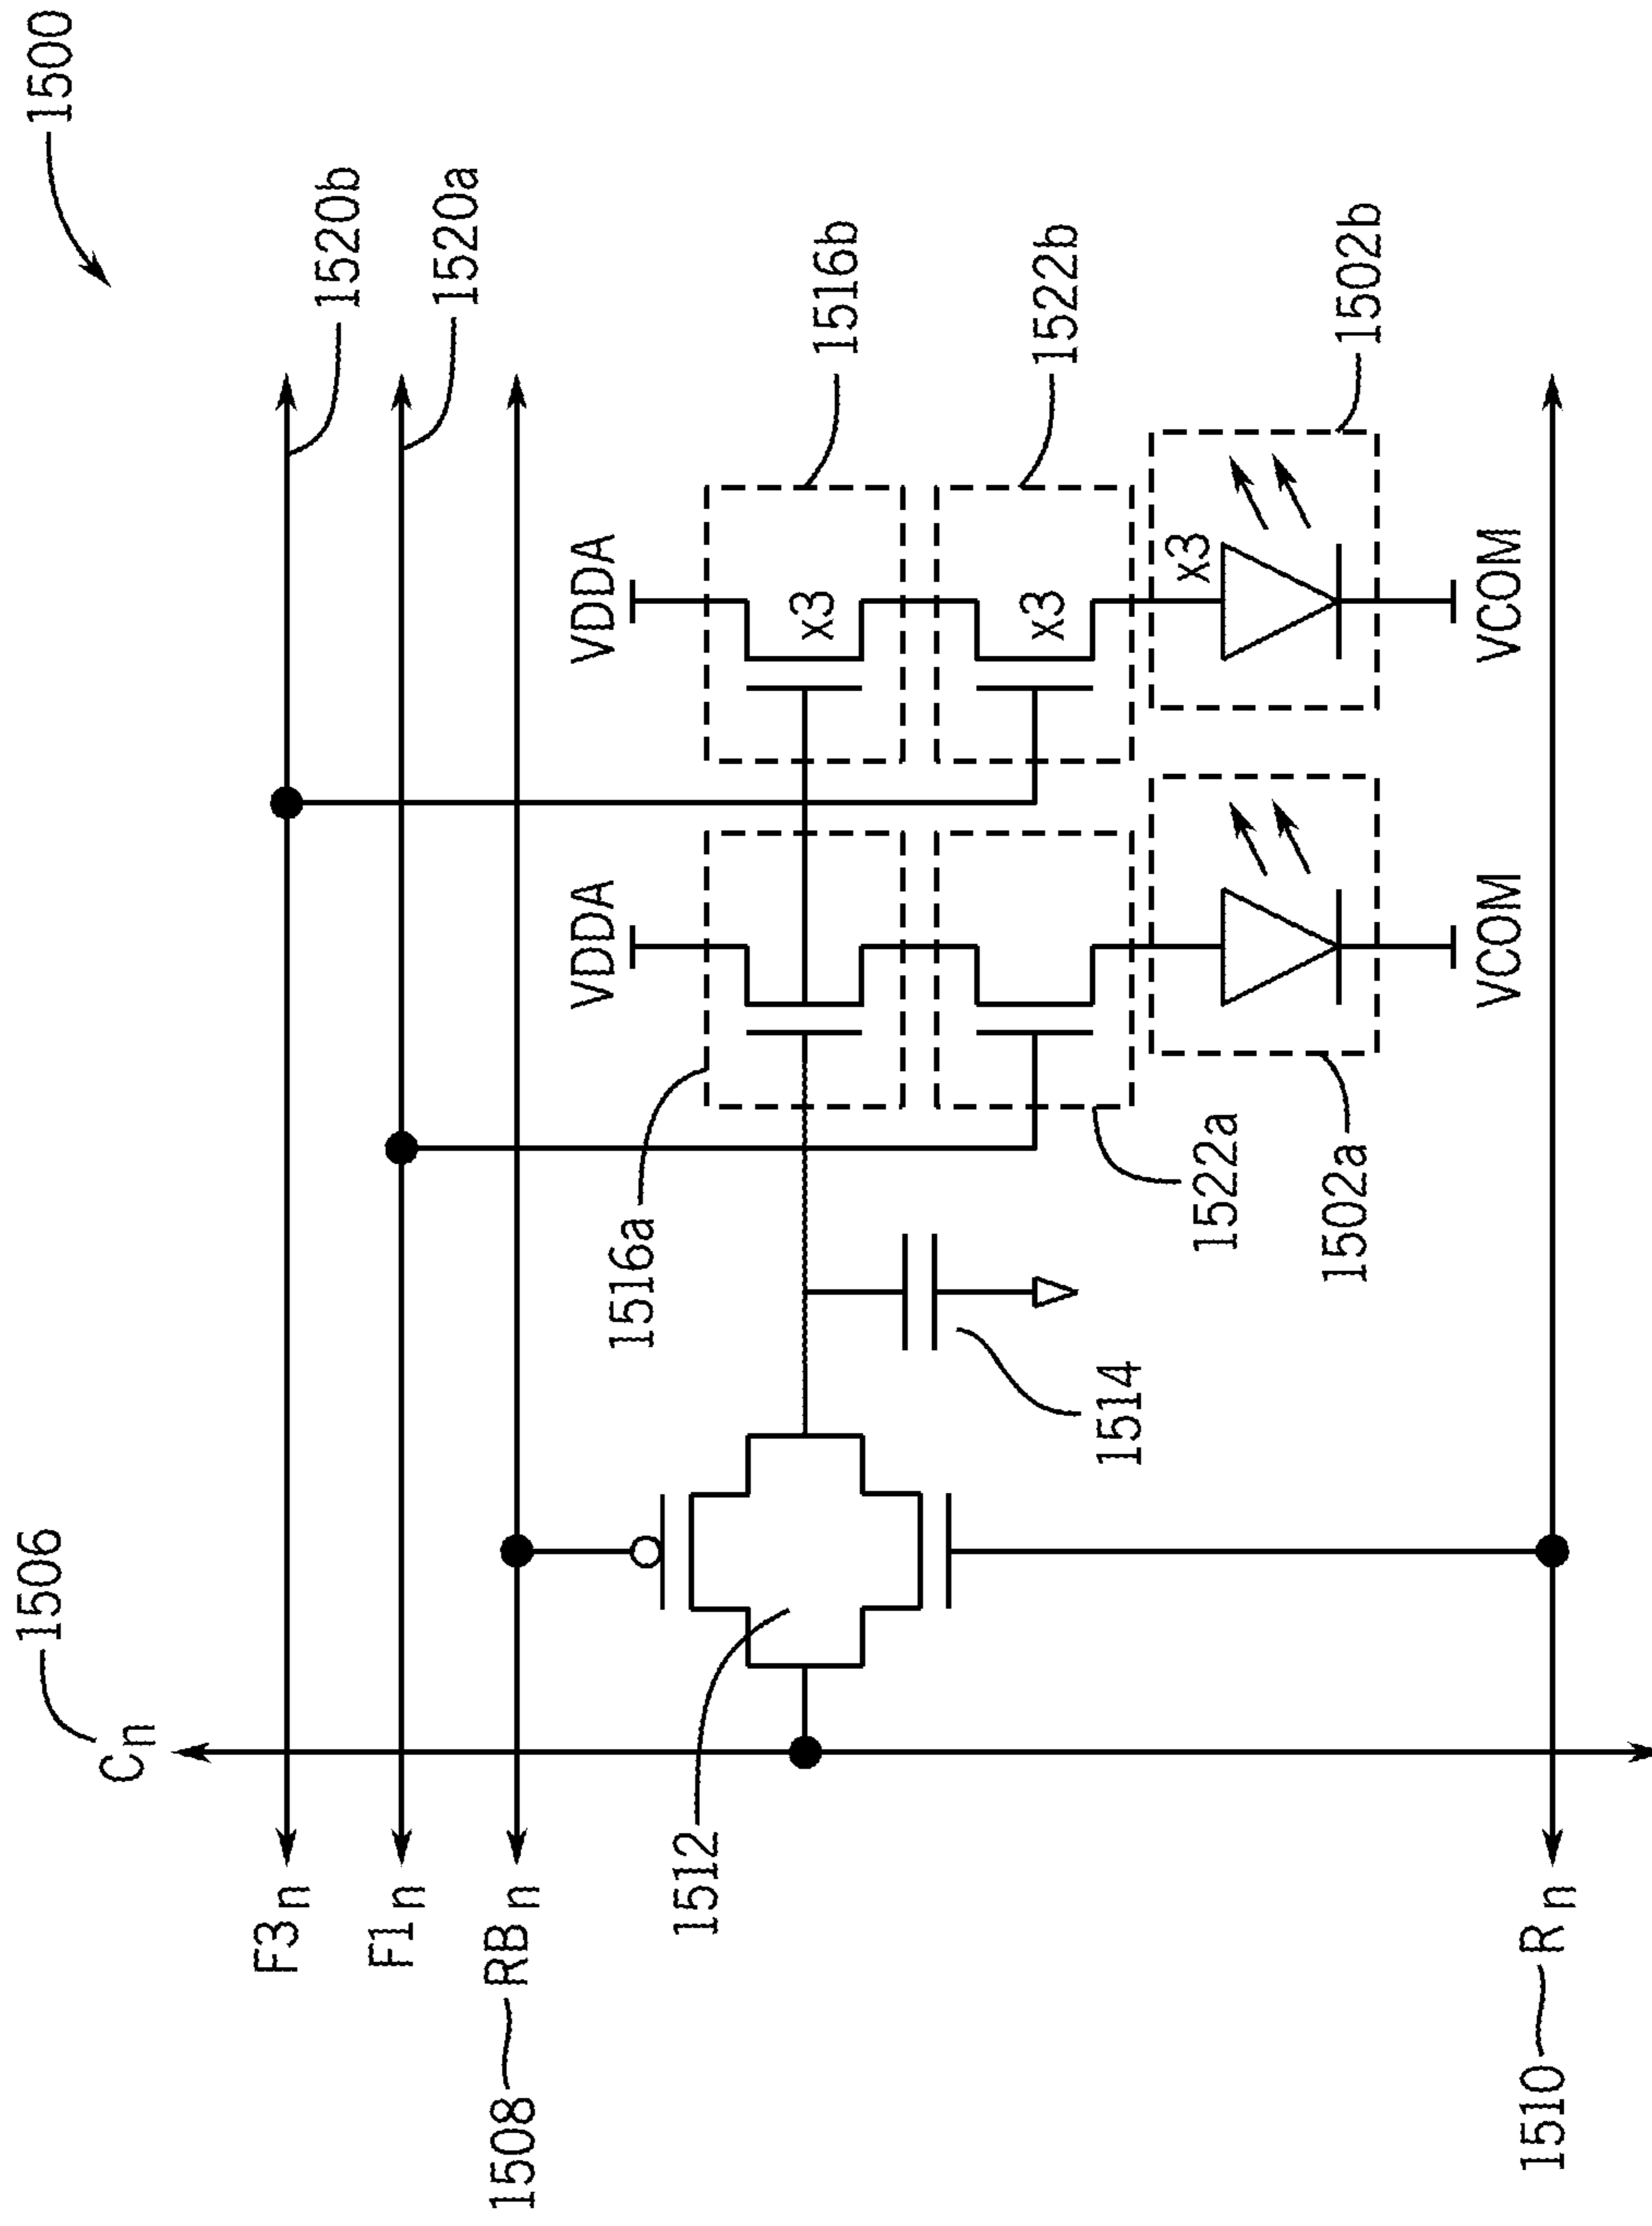 1500
1506
Cn
1520b
1520a
F3n
F1n
1508
RBn
VDDA
VDDA
1512
1516a
1516b
x3
x3
1522b
1514
1522a
x3
1502a
1502b
VCOM
VCOM
1510
Rn